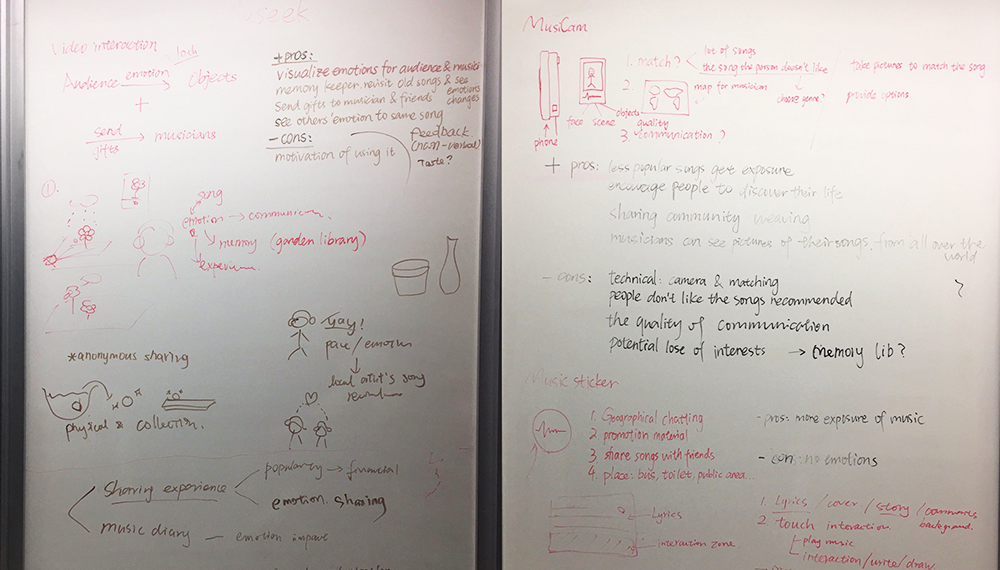 seek
Video interaction
Audience emotion objects
+
send gifts musicians
+pros:
visualize emotions for audience & musici
memory keeper. revisit old songs & see emotions changes
send gifts to musician & friends
see others' emotion to same song
- cons:
motivation of using it
feedback
(non-verbal)
Taste?
①.
song
emotion → communicam.
memory (garden library)
experience.
Yay!
pace/emotion
local artist's song
*anonymous sharing
physical & collection.
sharing experience
popularity → financial
emotion sharing
music diary — emotion
MusiCam
phone
face scene
objects
1. match?
lot of songs
the song the person doesn't like
take pictures to match the song
2.
map for musician
choose genre?
provide options
quality
3. communication?
+ pros: less popular songs get exposure
encourage people to discover their life
sharing community weaving
musicians can see pictures of their songs, from all over the world
- cons: technical: camera & matching
people don't like the songs recommended
the quality of communication
potential lose of interests → memory lib?
?
Music sticker
1. Geographical chatting
2. promotion material
3. share songs with friends
4. place: bus, toilet, public area...
- pros: more exposure of music
- con: no emotions
Lyrics
interaction zone
1. Lyrics / cover / story / comments
background.
2. touch interaction.
play music
interaction/write/draw